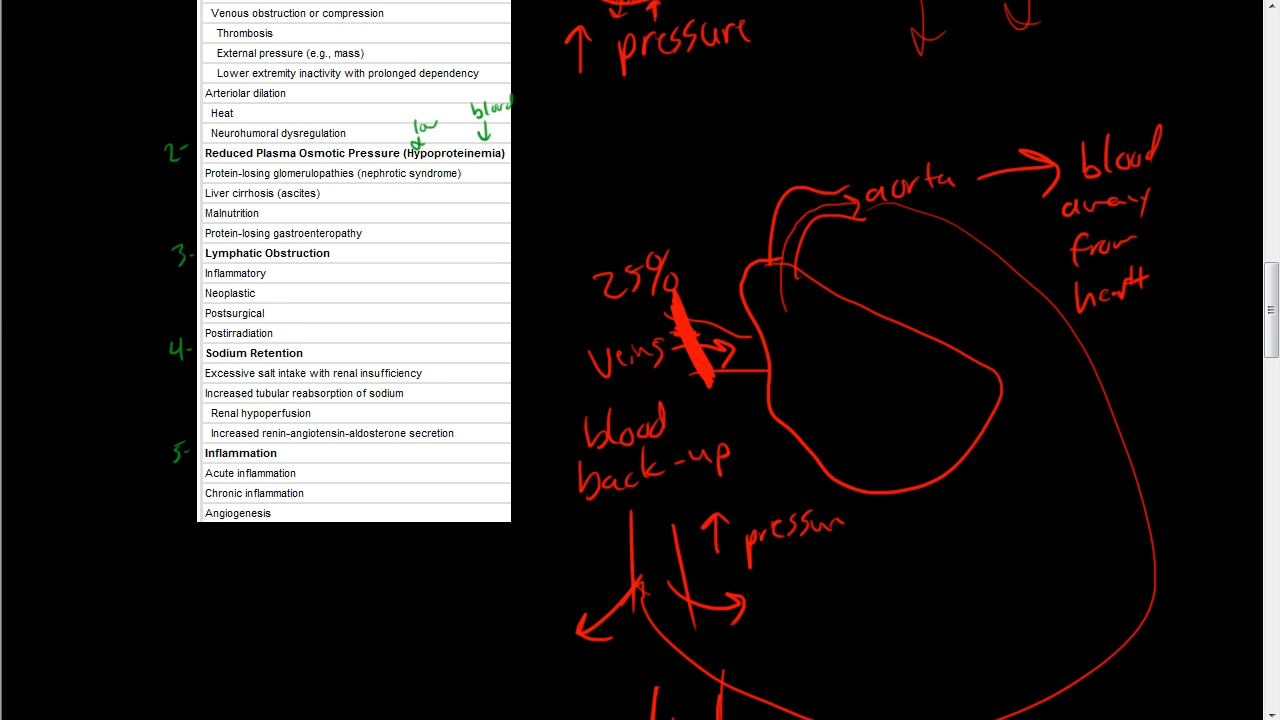 Venous obstruction or compression
Thrombosis
External pressure (e.g., mass)
Lower extremity inactivity with prolonged dependency
Arteriolar dilation
Heat
Neurohumoral dysregulation
low
blood
2-
Reduced Plasma Osmotic Pressure (Hypoproteinemia)
Protein-losing glomerulopathies (nephrotic syndrome)
Liver cirrhosis (ascites)
Malnutrition
Protein-losing gastroenteropathy
3-
Lymphatic Obstruction
Inflammatory
Neoplastic
Postsurgical
Postirradiation
4-
Sodium Retention
Excessive salt intake with renal insufficiency
Increased tubular reabsorption of sodium
Renal hypoperfusion
Increased renin-angiotensin-aldosterone secretion
5-
Inflammation
Acute inflammation
Chronic inflammation
Angiogenesis
↑ pressure
aorta → blood
away
from
heart
25%
veins
blood
back-up
↑ pressure